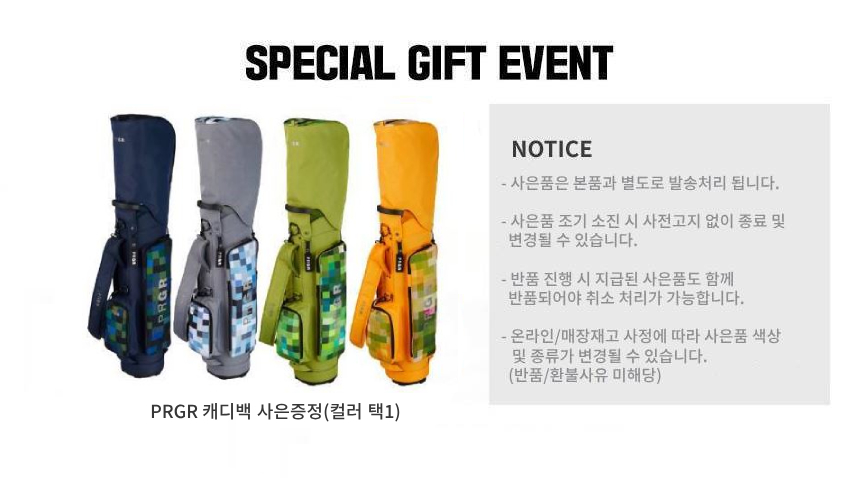 SPECIAL GIFT EVENT
NOTICE
- 사은품은 본품과 별도로 발송처리 됩니다.
- 사은품 조기 소진 시 사전고지 없이 종료 및
변경될 수 있습니다.
- 반품 진행 시 지급된 사은품도 함께
반품되어야 취소 처리가 가능합니다.
- 온라인/매장재고 사정에 따라 사은품 색상
및 종류가 변경될 수 있습니다.
(반품/환불사유 미해당)
PRGR
PRGR
PRGR 캐디백 사은증정(컬러 택1)